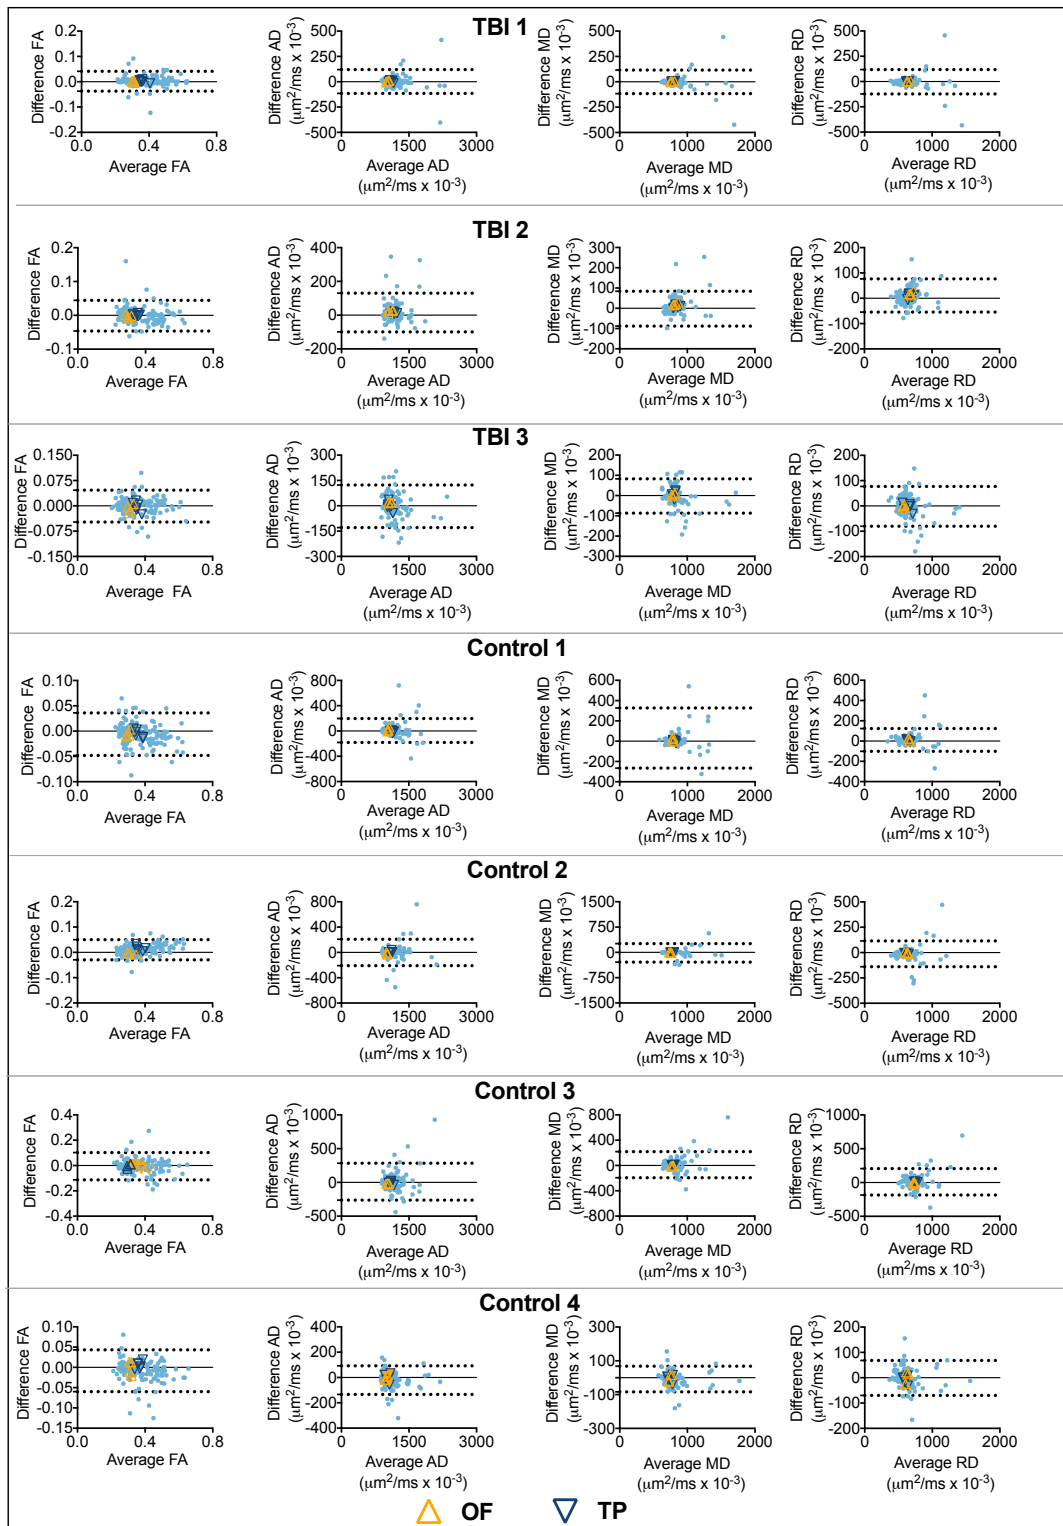 TBI 1
Difference FA
0.2
0.1
0.0
-0.1
-0.2
0.0 0.4 0.8
Average FA
Difference AD
(μm²/ms x 10⁻³)
500
250
0
-250
-500
0 1500 3000
Average AD
(μm²/ms x 10⁻³)
Difference MD
(μm²/ms x 10⁻³)
500
250
0
-250
-500
0 1000 2000
Average MD
(μm²/ms x 10⁻³)
Difference RD
(μm²/ms x 10⁻³)
500
250
0
-250
-500
0 1000 2000
Average RD
(μm²/ms x 10⁻³)
TBI 2
Difference FA
0.2
0.1
0.0
-0.1
0.0 0.4 0.8
Average FA
Difference AD
(μm²/ms x 10⁻³)
400
200
0
-200
0 1500 3000
Average AD
(μm²/ms x 10⁻³)
Difference MD
(μm²/ms x 10⁻³)
300
200
100
0
-100
-200
0 1000 2000
Average MD
(μm²/ms x 10⁻³)
Difference RD
(μm²/ms x 10⁻³)
200
100
0
-100
-200
0 1000 2000
Average RD
(μm²/ms x 10⁻³)
TBI 3
Difference FA
0.150
0.075
0.000
-0.075
-0.150
0.0 0.4 0.8
Average FA
Difference AD
(μm²/ms x 10⁻³)
300
150
0
-150
-300
0 1500 3000
Average AD
(μm²/ms x 10⁻³)
Difference MD
(μm²/ms x 10⁻³)
200
100
0
-100
-200
-300
0 1000 2000
Average MD
(μm²/ms x 10⁻³)
Difference RD
(μm²/ms x 10⁻³)
200
100
0
-100
-200
0 1000 2000
Average RD
(μm²/ms x 10⁻³)
Control 1
Difference FA
0.10
0.05
0.00
-0.05
-0.10
0.0 0.4 0.8
Average FA
Difference AD
(μm²/ms x 10⁻³)
800
400
0
-400
-800
0 1500 3000
Average AD
(μm²/ms x 10⁻³)
Difference MD
(μm²/ms x 10⁻³)
600
400
200
0
-200
-400
0 1000 2000
Average MD
(μm²/ms x 10⁻³)
Difference RD
(μm²/ms x 10⁻³)
600
400
200
0
-200
-400
0 1000 2000
Average RD
(μm²/ms x 10⁻³)
Control 2
Difference FA
0.2
0.1
0.0
-0.1
-0.2
0.0 0.4 0.8
Average FA
Difference AD
(μm²/ms x 10⁻³)
800
400
0
-400
-800
0 1500 3000
Average AD
(μm²/ms x 10⁻³)
Difference MD
(μm²/ms x 10⁻³)
1500
750
0
-750
-1500
0 1000 2000
Average MD
(μm²/ms x 10⁻³)
Difference RD
(μm²/ms x 10⁻³)
500
250
0
-250
-500
0 1000 2000
Average RD
(μm²/ms x 10⁻³)
Control 3
Difference FA
0.4
0.2
0.0
-0.2
-0.4
0.0 0.4 0.8
Average FA
Difference AD
(μm²/ms x 10⁻³)
1000
500
0
-500
0 1500 3000
Average AD
(μm²/ms x 10⁻³)
Difference MD
(μm²/ms x 10⁻³)
800
400
0
-400
-800
0 1000 2000
Average MD
(μm²/ms x 10⁻³)
Difference RD
(μm²/ms x 10⁻³)
1000
500
0
-500
0 1000 2000
Average RD
(μm²/ms x 10⁻³)
Control 4
Difference FA
0.10
0.05
0.00
-0.05
-0.10
-0.15
0.0 0.4 0.8
Average FA
Difference AD
(μm²/ms x 10⁻³)
400
200
0
-200
-400
0 1500 3000
Average AD
(μm²/ms x 10⁻³)
Difference MD
(μm²/ms x 10⁻³)
300
100
-100
-300
0 1000 2000
Average MD
(μm²/ms x 10⁻³)
Difference RD
(μm²/ms x 10⁻³)
200
100
0
-100
-200
0 1000 2000
Average RD
(μm²/ms x 10⁻³)
OF TP